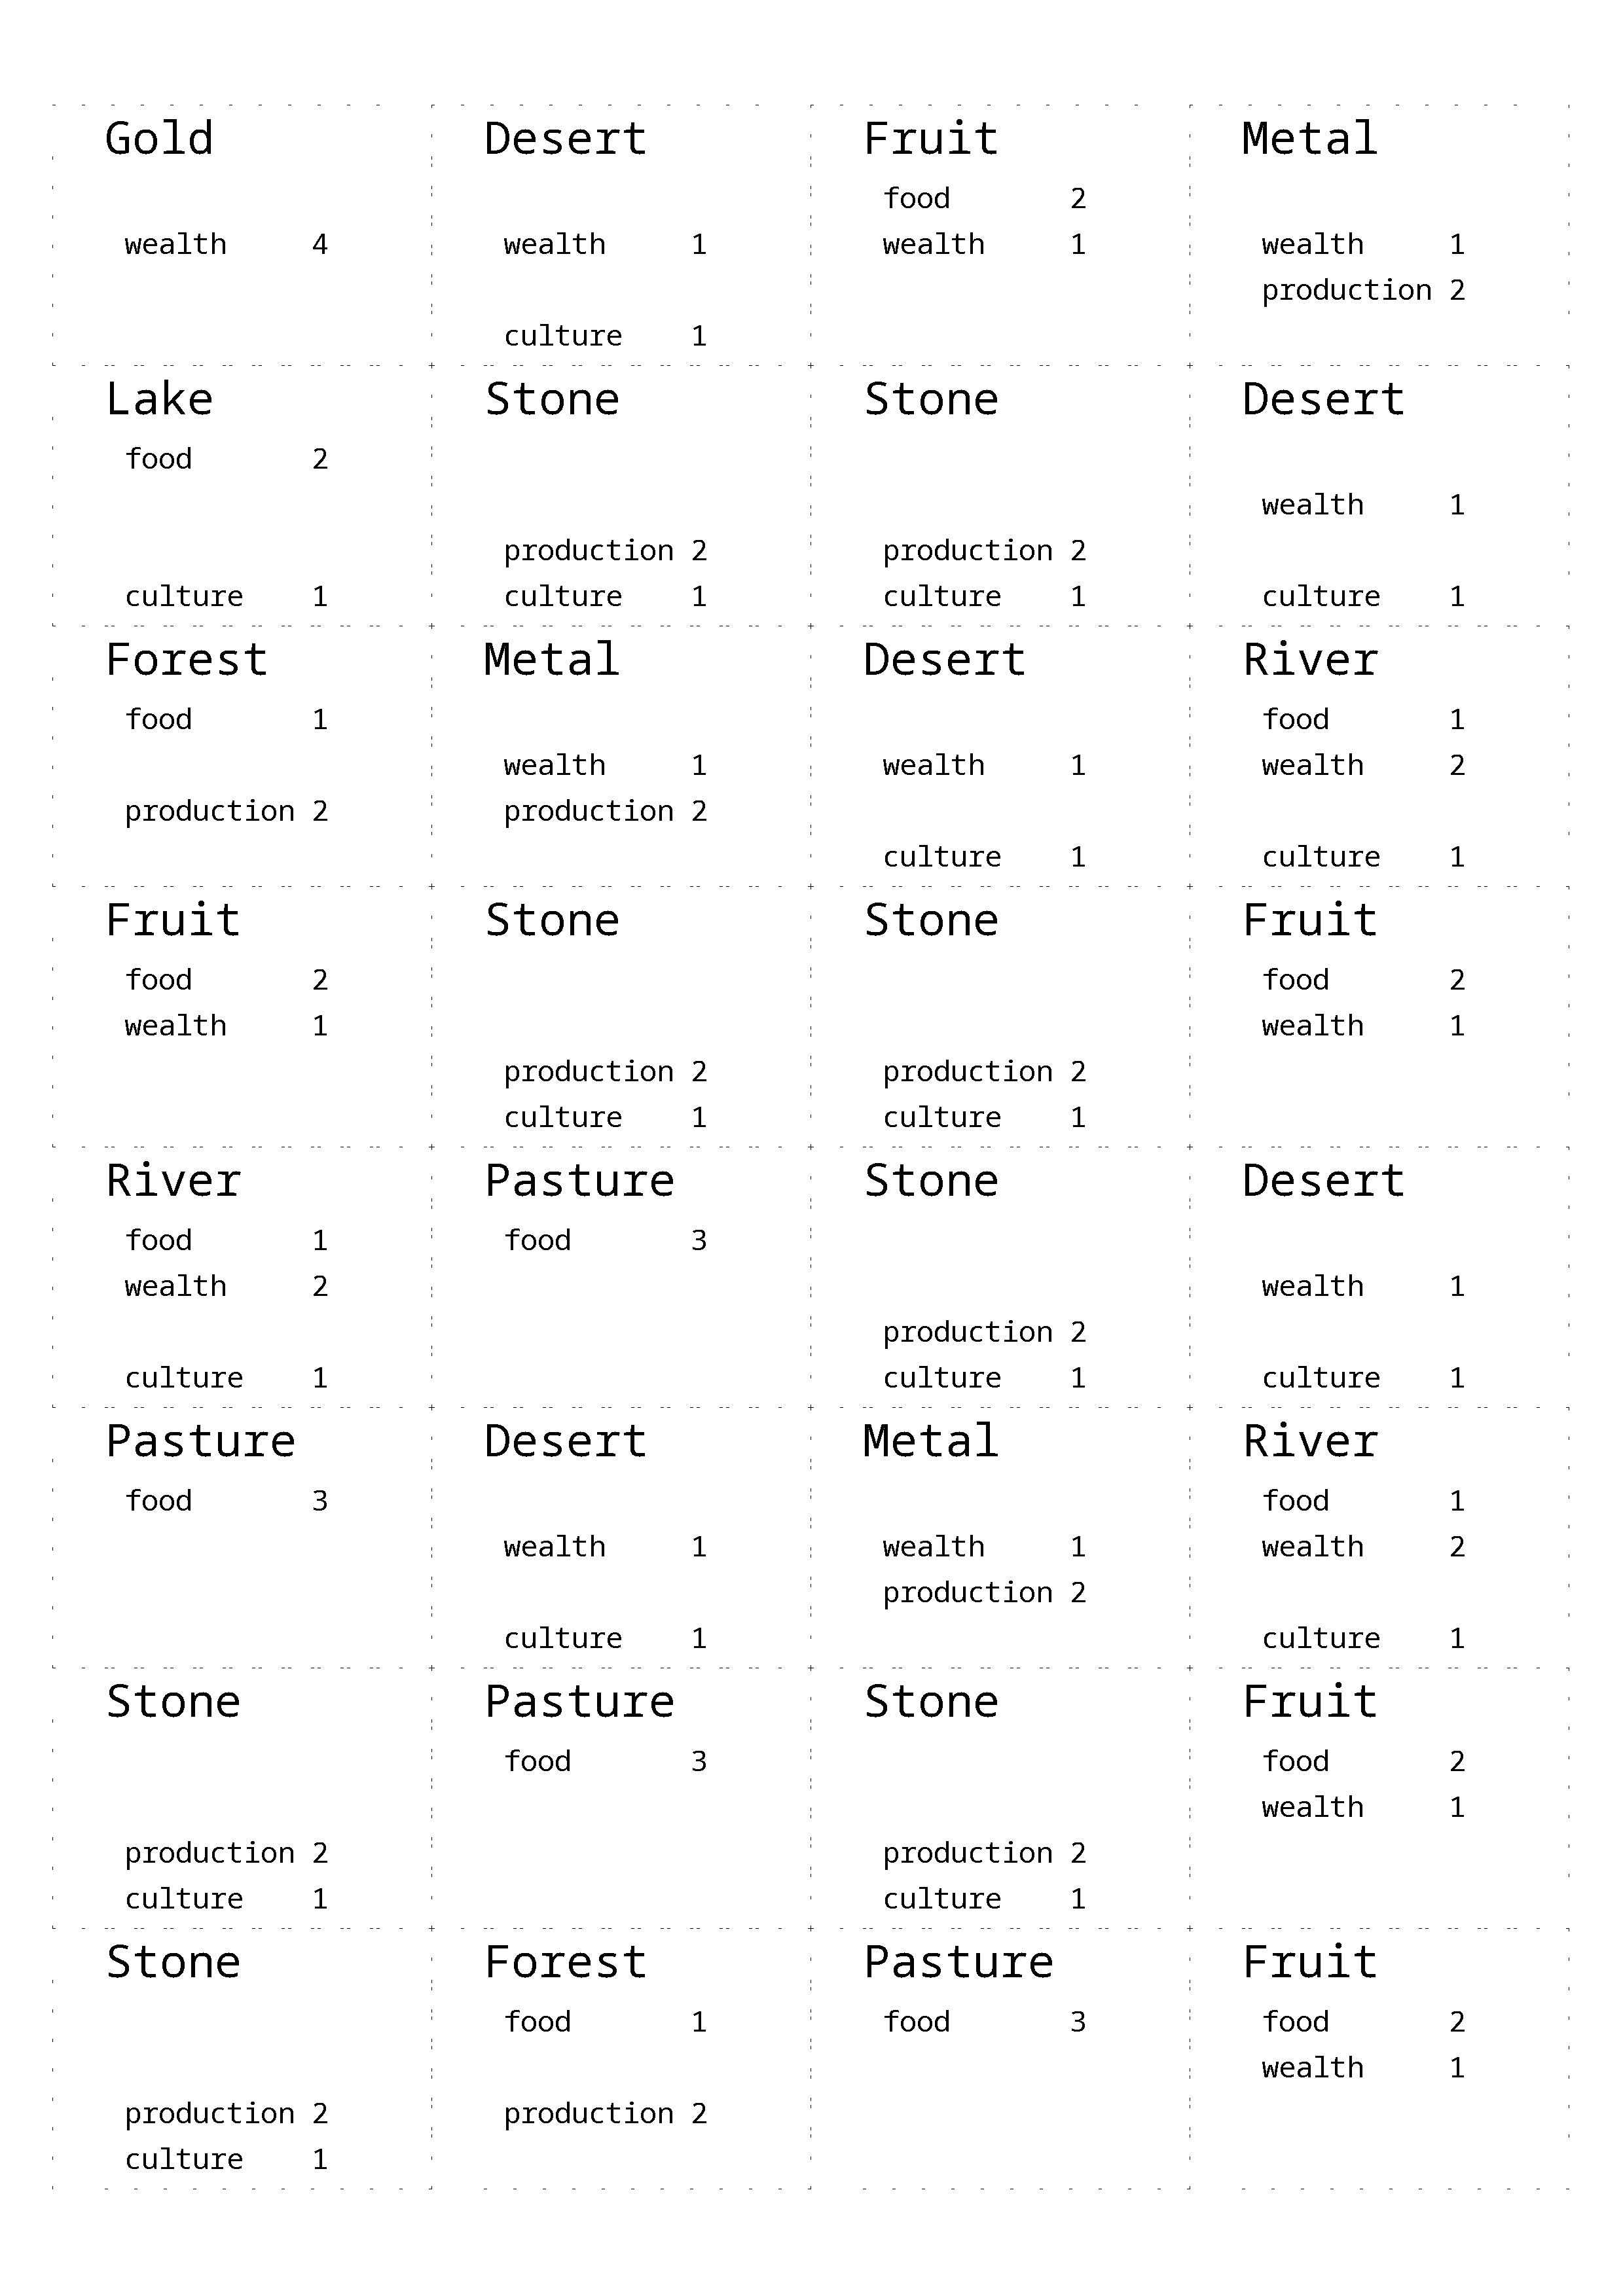 Gold
wealth 4
Desert
wealth 1
culture 1
Fruit
food 2
wealth 1
Metal
wealth 1
production 2
Lake
food 2
culture 1
Stone
production 2
culture 1
Stone
production 2
culture 1
Desert
wealth 1
culture 1
Forest
food 1
production 2
Metal
wealth 1
production 2
Desert
wealth 1
culture 1
River
food 1
wealth 2
culture 1
Fruit
food 2
wealth 1
Stone
production 2
culture 1
Stone
production 2
culture 1
Fruit
food 2
wealth 1
River
food 1
wealth 2
culture 1
Pasture
food 3
Stone
production 2
culture 1
Desert
wealth 1
culture 1
Pasture
food 3
Desert
wealth 1
culture 1
Metal
wealth 1
production 2
River
food 1
wealth 2
culture 1
Stone
production 2
culture 1
Pasture
food 3
Stone
production 2
culture 1
Fruit
food 2
wealth 1
Stone
production 2
culture 1
Forest
food 1
production 2
Pasture
food 3
Fruit
food 2
wealth 1